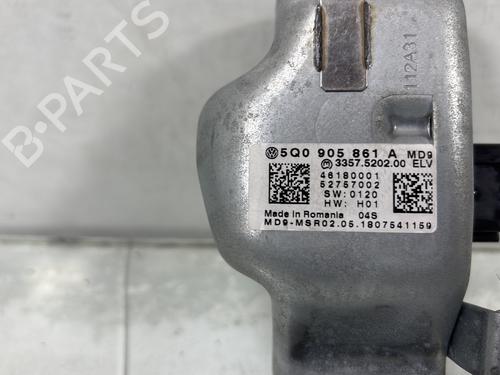 B-PARTS
112A31
5Q0 905 861 A MD9
3357.5202.00 ELV
46180001
52757002
SW: 0120
HW: H01
Made in Romania 04S
MD9-MSR02.05.1807541159